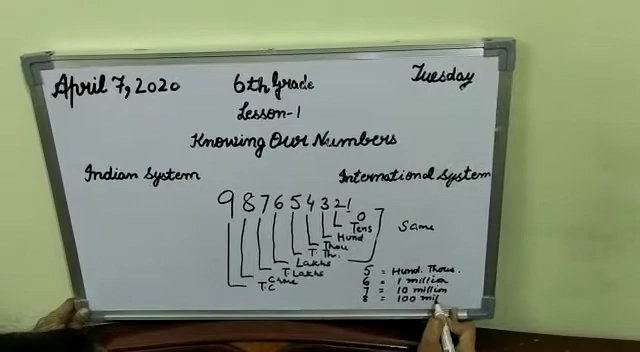 April 7, 2020 6th Grade Tuesday
Lesson-1
Knowing Our Numbers
Indian System International System
987654321
O
Tens
Hund
Thou
T. Th.
Lakhs
T. Lakhs
Crore
T.C
Same
5 = Hund. Thous.
6 = 1 million
7 = 10 million
8 = 100 mil